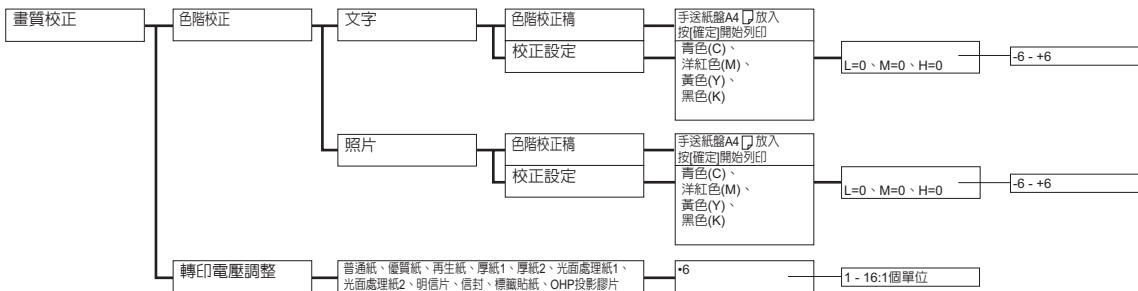 畫質校正
色階校正
文字
色階校正稿
手送紙盤A4 放入
按[確定]開始列印
校正設定
青色(C)、
洋紅色(M)、
黃色(Y)、
黑色(K)
L=0、M=0、H=0
-6 - +6
照片
色階校正稿
手送紙盤A4 放入
按[確定]開始列印
校正設定
青色(C)、
洋紅色(M)、
黃色(Y)、
黑色(K)
L=0、M=0、H=0
-6 - +6
轉印電壓調整
普通紙、優質紙、再生紙、厚紙1、厚紙2、光面處理紙1、
光面處理紙2、明信片、信封、標籤貼紙、OHP投影膠片
•6
1 - 16:1個單位